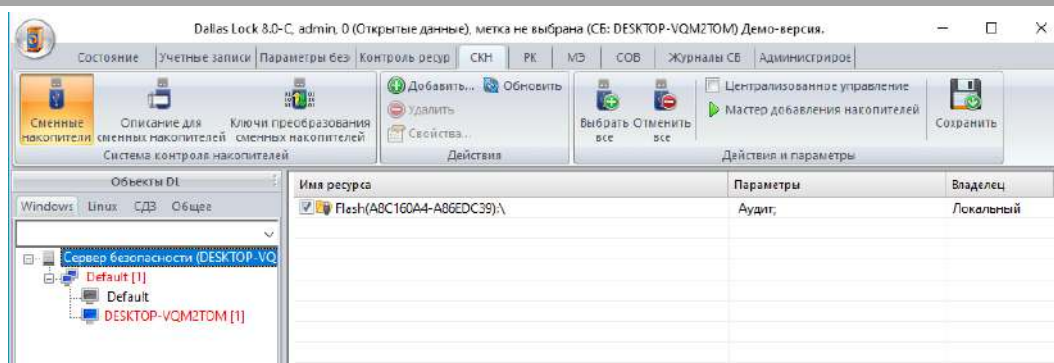 Dallas Lock 8.0-C, admin, 0 (Открытые данные), метка не выбрана (СБ: DESKTOP-VQM2TOM) Демо-версия.
Состояние Учетные записи Параметры без Контроль ресур СКН РК МЭ СОВ Журналы СБ Администрирое
Сменные накопители
Описание для сменных накопителей
Ключи преобразования сменных накопителей
Система контроля накопителей
Добавить... Обновить
Удалить
Свойства...
Действия
Выбрать все
Отменить все
Централизованное управление
Мастер добавления накопителей
Действия и параметры
Сохранить
Объекты DL
Windows Linux СДЗ Общее
Сервер безопасности (DESKTOP-VQ
Default [1]
Default
DESKTOP-VQM2TOM [1]
Имя ресурса Параметры Владелец
Flash(A8C160A4-A86EDC39):\ Аудит; Локальный